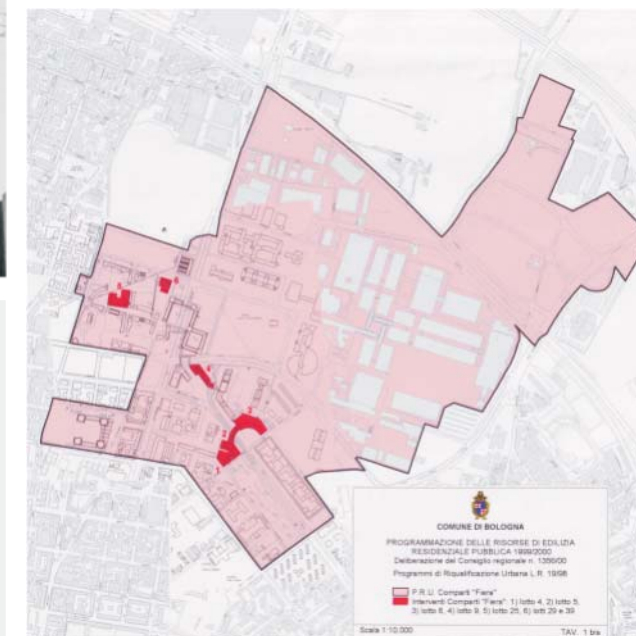 COMUNE DI BOLOGNA
PROGRAMMAZIONE DELLE RISORSE DI EDILIZIA
RESIDENZIALE PUBBLICA 1999/2000
Deliberazione del Consiglio regionale n. 1356/00
Programmi di Riqualificazione Urbana L.R. 19/98
P.R.U. Comparti "Fiera"
Interventi Comparti "Fiera": 1) lotto 4, 2) lotto 5,
3) lotto 8, 4) lotto 9, 5) lotto 25, 6) lotti 29 e 39
Scala 1:10.000
TAV. 1 bis